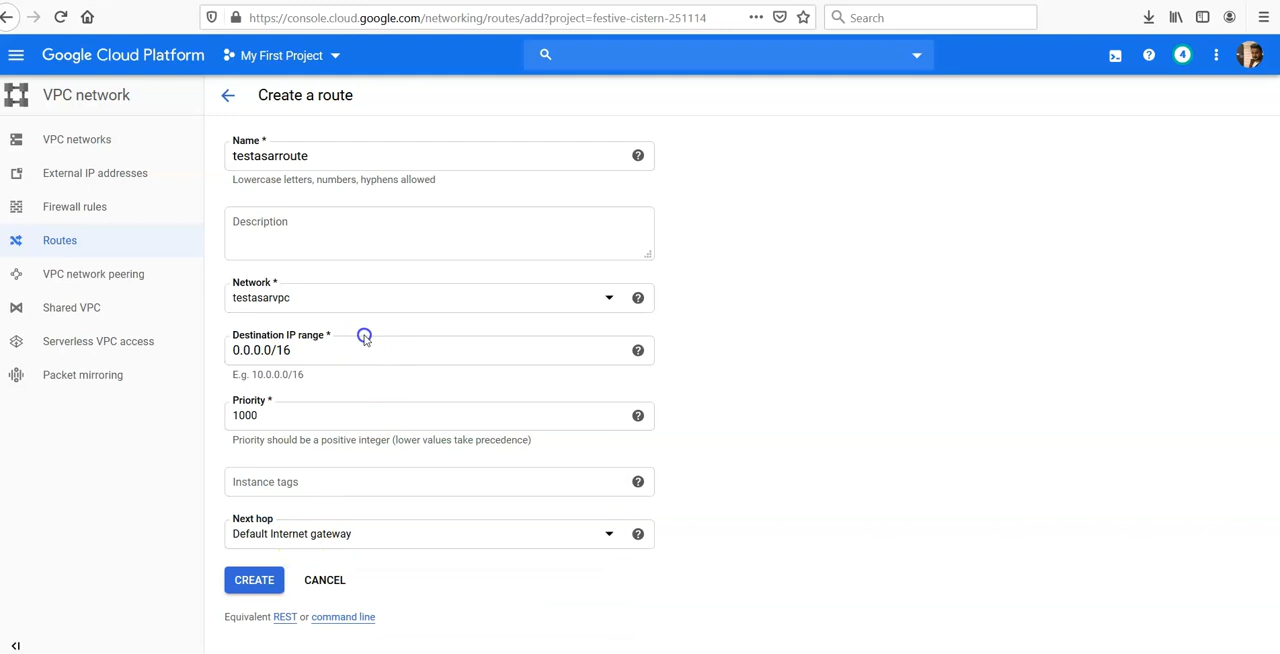 https://console.cloud.google.com/networking/routes/add?project=festive-cistern-251114
Search
Google Cloud Platform
My First Project
4
VPC network
Create a route
VPC networks
External IP addresses
Firewall rules
Routes
VPC network peering
Shared VPC
Serverless VPC access
Packet mirroring
Name *
testasarroute
Lowercase letters, numbers, hyphens allowed
Description
Network *
testasarvpc
Destination IP range *
0.0.0.0/16
E.g. 10.0.0.0/16
Priority *
1000
Priority should be a positive integer (lower values take precedence)
Instance tags
Next hop
Default Internet gateway
CREATE CANCEL
Equivalent REST or command line